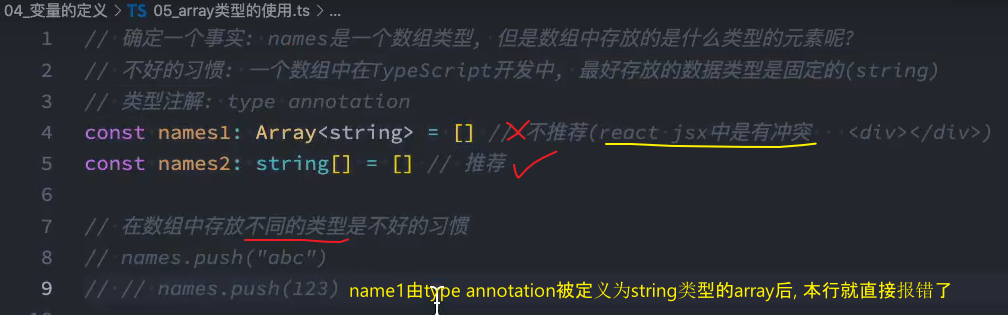 04_变量的定义 > TS 05_array类型的使用.ts > ...
1 // 确定一个事实: names是一个数组类型, 但是数组中存放的是什么类型的元素呢?
2 // 不好的习惯: 一个数组中在TypeScript开发中, 最好存放的数据类型是固定的(string)
3 // 类型注解: type annotation
4 const names1: Array<string> = [] // 不推荐(react jsx中是有冲突 <div></div>)
5 const names2: string[] = [] // 推荐
6
7 // 在数组中存放不同的类型是不好的习惯
8 // names.push("abc")
9 // // names.push(123) name1由type annotation被定义为string类型的array后, 本行就直接报错了